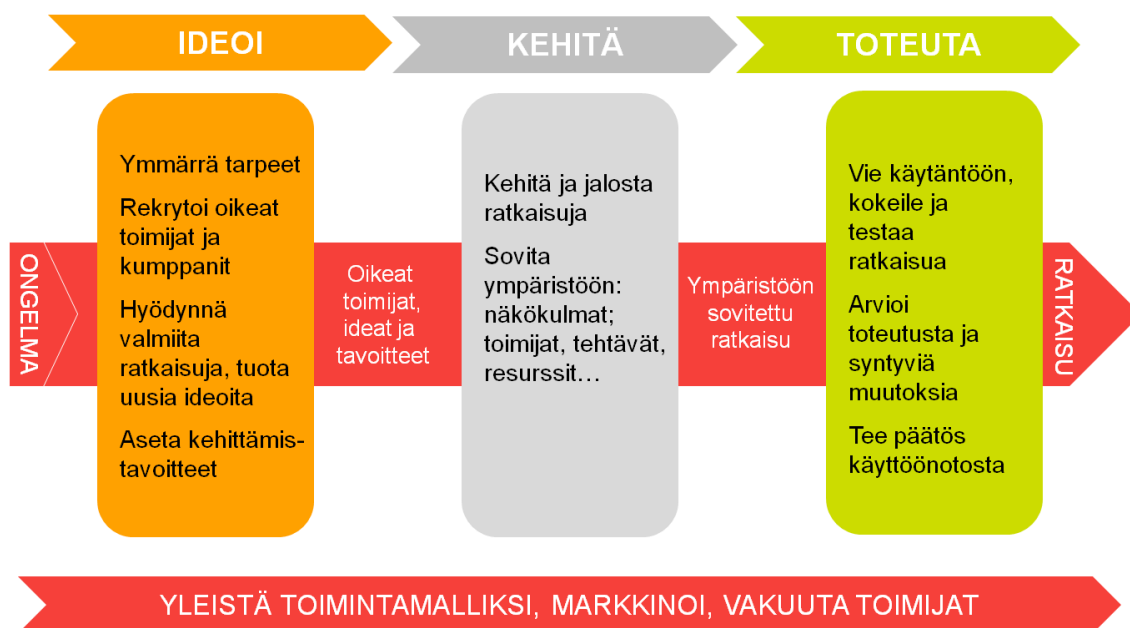 IDEOI
KEHITÄ
TOTEUTA
ONGELMA
Ymmärrä tarpeet
Rekrytoi oikeat
toimijat ja
kumppanit
Hyödynnä
valmiita
ratkaisuja, tuota
uusia ideoita
Aseta kehittämis-
tavoitteet
Oikeat
toimijat,
ideat ja
tavoitteet
Kehitä ja jalosta
ratkaisuja
Sovita
ympäristöön:
näkökulmat;
toimijat, tehtävät,
resurssit…
Ympäristöön
sovitettu
ratkaisu
Vie käytäntöön,
kokeile ja
testaa
ratkaisua
Arvioi
toteutusta ja
syntyviä
muutoksia
Tee päätös
käyttöönotosta
RATKAISU
YLEISTÄ TOIMINTAMALLIKSI, MARKKINOI, VAKUUTA TOIMIJAT